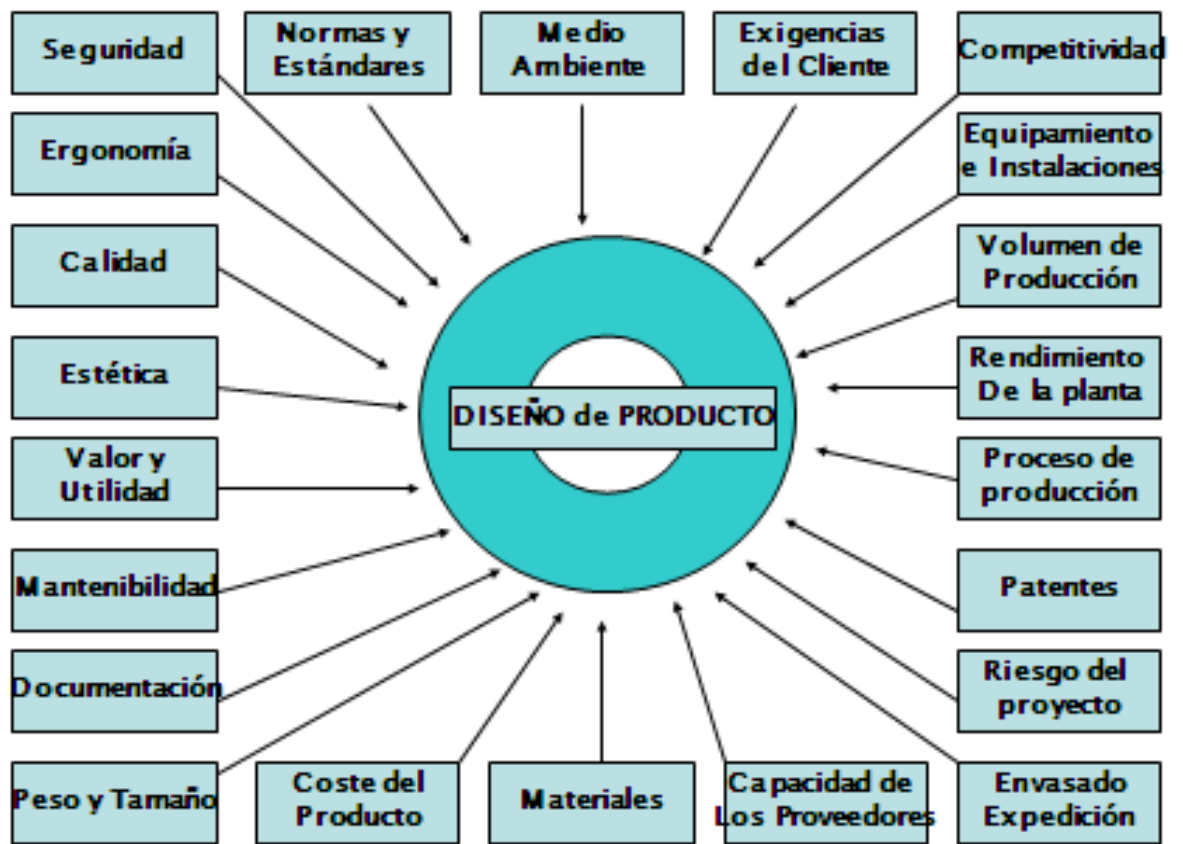 Seguridad
Normas y
Estándares
Medio
Ambiente
Exigencias
del Cliente
Competitividad
Ergonomía
Equipamiento
e Instalaciones
Calidad
Volumen de
Producción
Estética
Rendimiento
De la planta
DISEÑO de PRODUCTO
Valor y
Utilidad
Proceso de
producción
Mantenibilidad
Patentes
Documentación
Riesgo del
proyecto
Peso y Tamaño
Coste del
Producto
Materiales
Capacidad de
Los Proveedores
Envasado
Expedición